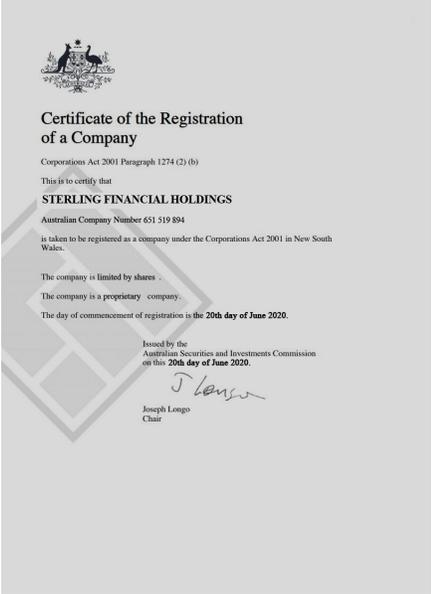 Certificate of the Registration
of a Company
Corporations Act 2001 Paragraph 1274 (2) (b)
This is to certify that
STERLING FINANCIAL HOLDINGS
Australian Company Number 651 519 894
is taken to be registered as a company under the Corporations Act 2001 in New South
Wales.
The company is limited by shares .
The company is a proprietary company.
The day of commencement of registration is the 20th day of June 2020.
Issued by the
Australian Securities and Investments Commission
on this 20th day of June 2020.
J Longo
Joseph Longo
Chair